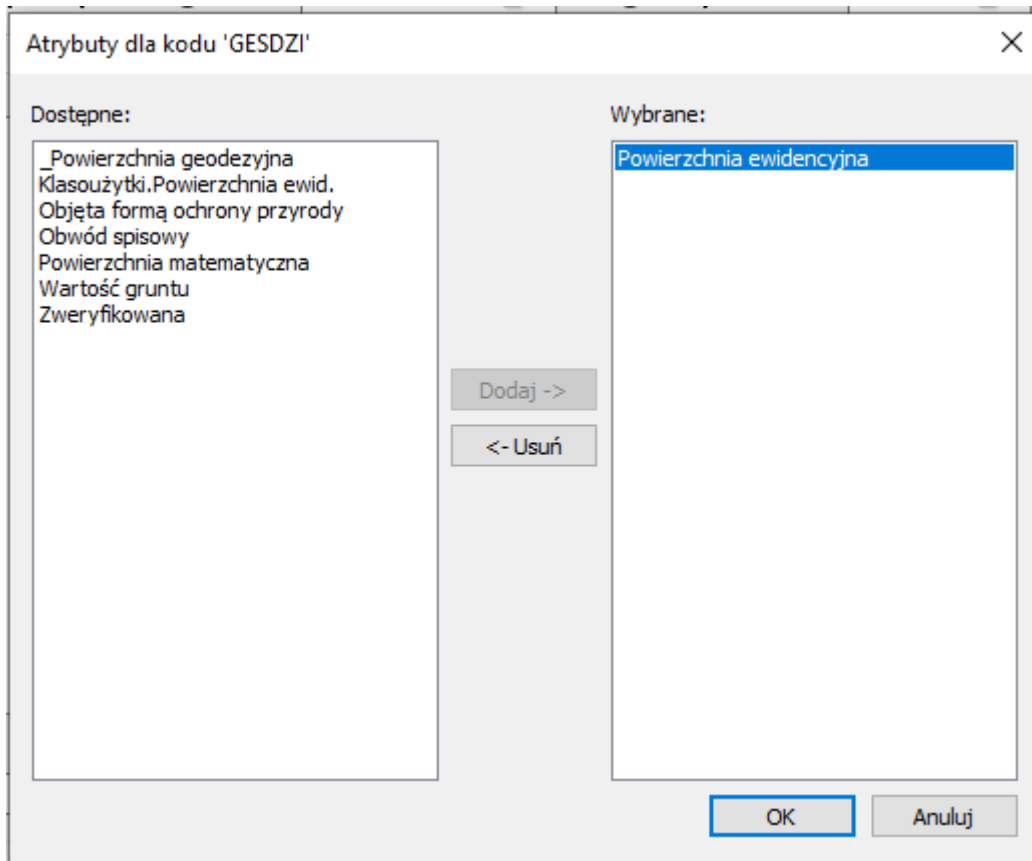 Atrybuty dla kodu 'GESDZI'
Dostępne:
_Powierzchnia geodezyjna
Klasoużytki.Powierzchnia ewid.
Objęta formą ochrony przyrody
Obwód spisowy
Powierzchnia matematyczna
Wartość gruntu
Zweryfikowana
Dodaj ->
<- Usuń
Wybrane:
Powierzchnia ewidencyjna
OK
Anuluj